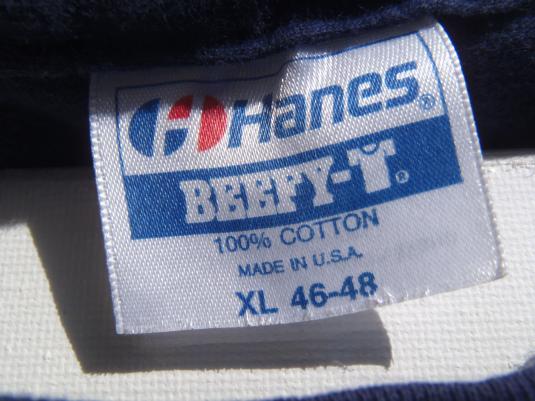 Hanes®
BEEFY-T®
100% COTTON
MADE IN U.S.A.
XL 46-48